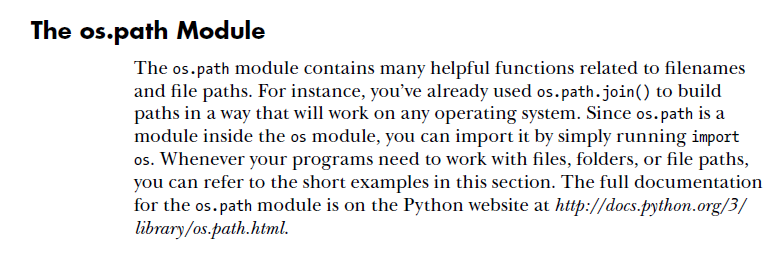 The os.path Module
The os.path module contains many helpful functions related to filenames
and file paths. For instance, you’ve already used os.path.join() to build
paths in a way that will work on any operating system. Since os.path is a
module inside the os module, you can import it by simply running import
os. Whenever your programs need to work with files, folders, or file paths,
you can refer to the short examples in this section. The full documentation
for the os.path module is on the Python website at http://docs.python.org/3/
library/os.path.html.